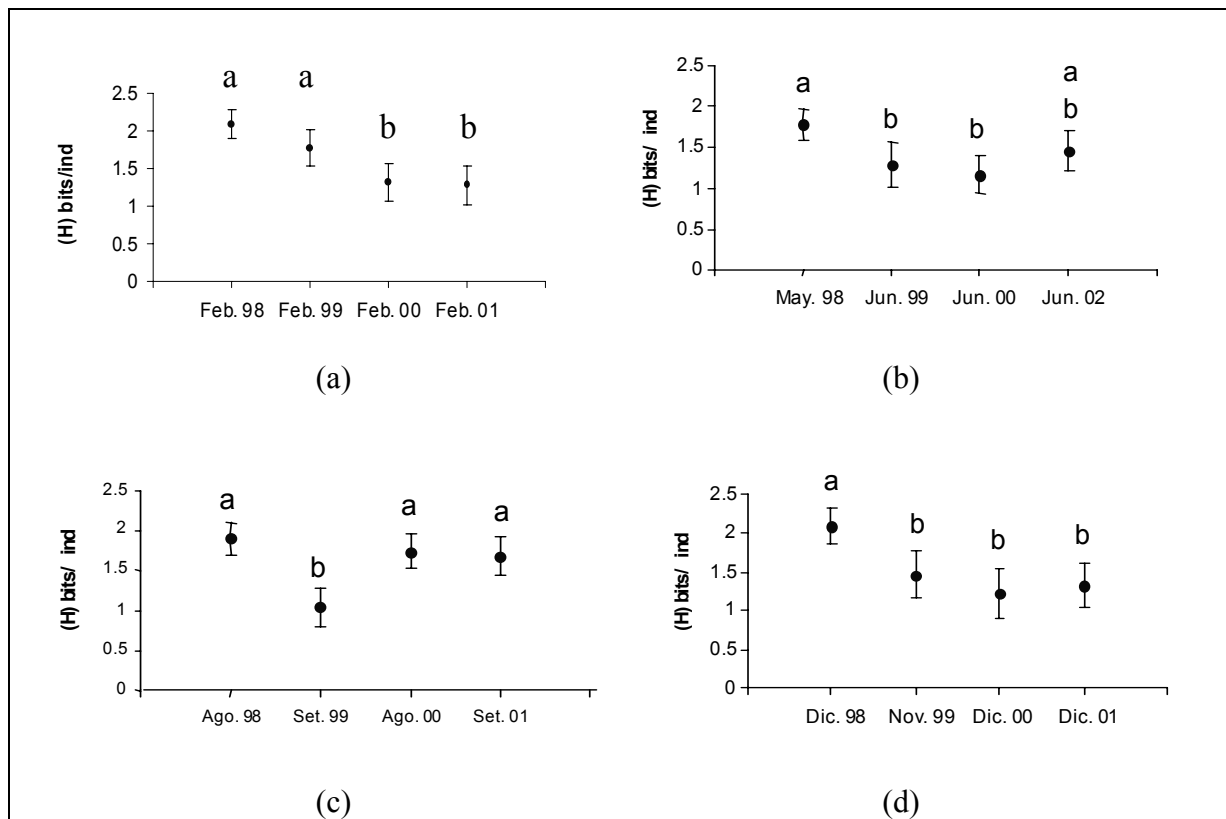 a a b b
(H) bits/ind
2.5
2
1.5
1
0.5
0
Feb. 98 Feb. 99 Feb. 00 Feb. 01
(a)
a b b a
b
(H) bits/ ind
2.5
2
1.5
1
0.5
0
May. 98 Jun. 99 Jun. 00 Jun. 02
(b)
a b a a
(H) bits/ ind
2.5
2
1.5
1
0.5
0
Ago. 98 Set. 99 Ago. 00 Set. 01
(c)
a b b b
(H) bits/ ind
2.5
2
1.5
1
0.5
0
Dic. 98 Nov. 99 Dic. 00 Dic. 01
(d)